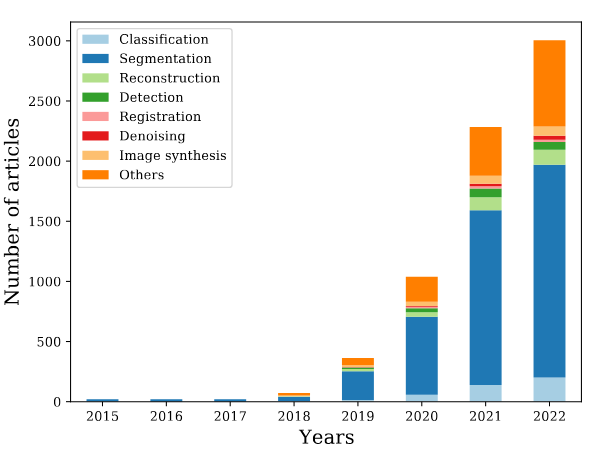 3000
2500
2000
1500
1000
500
0
Number of articles
Classification
Segmentation
Reconstruction
Detection
Registration
Denoising
Image synthesis
Others
2015 2016 2017 2018 2019 2020 2021 2022
Years